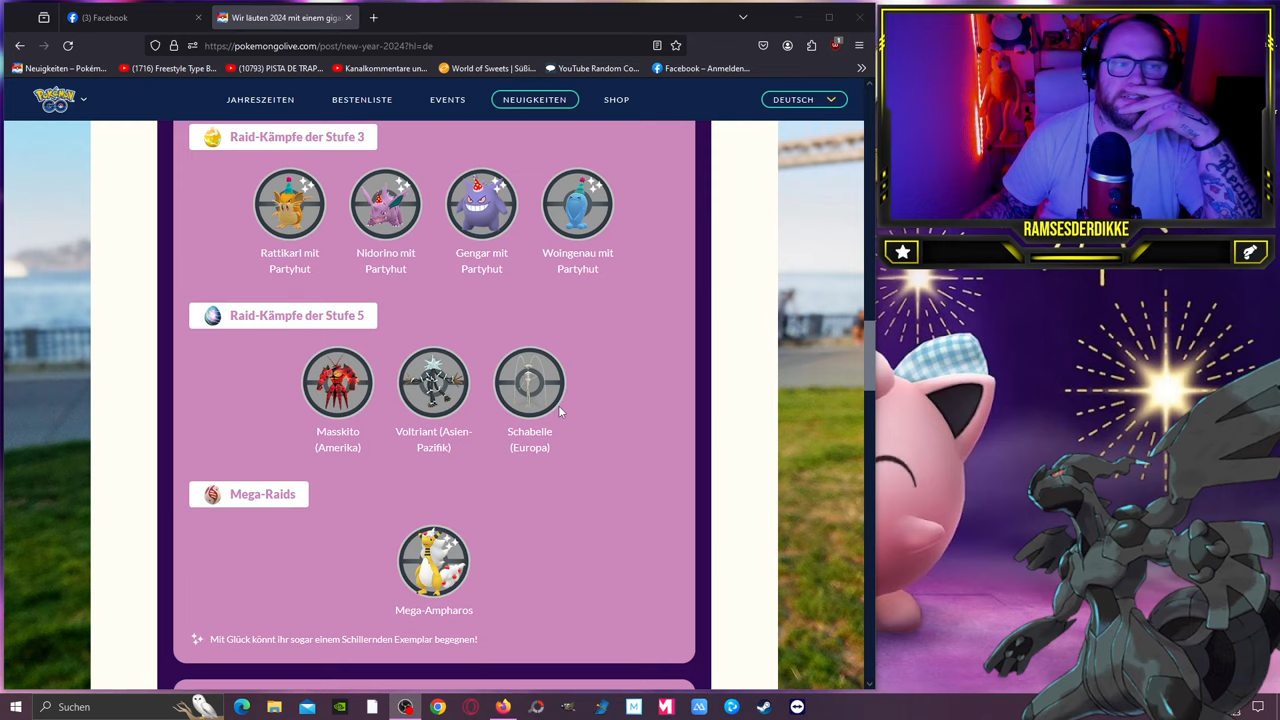 (3) Facebook
Wir läuten 2024 mit einem giga
https://pokemongolive.com/post/new-year-2024?hl=de
Neuigkeiten – Pokém...
(1716) Freestyle Type B...
(10793) PISTA DE TRAP...
Kanalkommentare un...
World of Sweets | Süßi...
YouTube Random Co...
Facebook – Anmelden...
JAHRESZEITEN
BESTENLISTE
EVENTS
NEUIGKEITEN
SHOP
DEUTSCH
Raid-Kämpfe der Stufe 3
Rattikarl mit
Partyhut
Nidorino mit
Partyhut
Gengar mit
Partyhut
Woingenau mit
Partyhut
Raid-Kämpfe der Stufe 5
Masskito
(Amerika)
Voltriant (Asien-
Pazifik)
Schabelle
(Europa)
Mega-Raids
Mega-Ampharos
Mit Glück könnt ihr sogar einem Schillernden Exemplar begegnen!
RAMSESDERDIKKE
Suchen